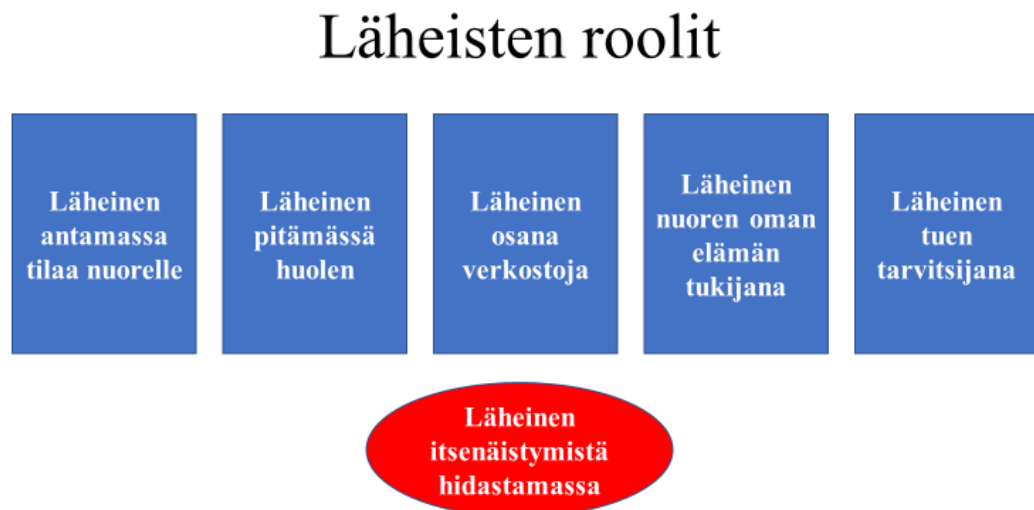 Läheisten roolit
Läheinen
antamassa
tilaa nuorelle
Läheinen
pitämässä
huolen
Läheinen
osana
verkostoja
Läheinen
nuoren oman
elämän
tukijana
Läheinen
tuen
tarvitsijana
Läheinen
itsenäistymistä
hidastamassa